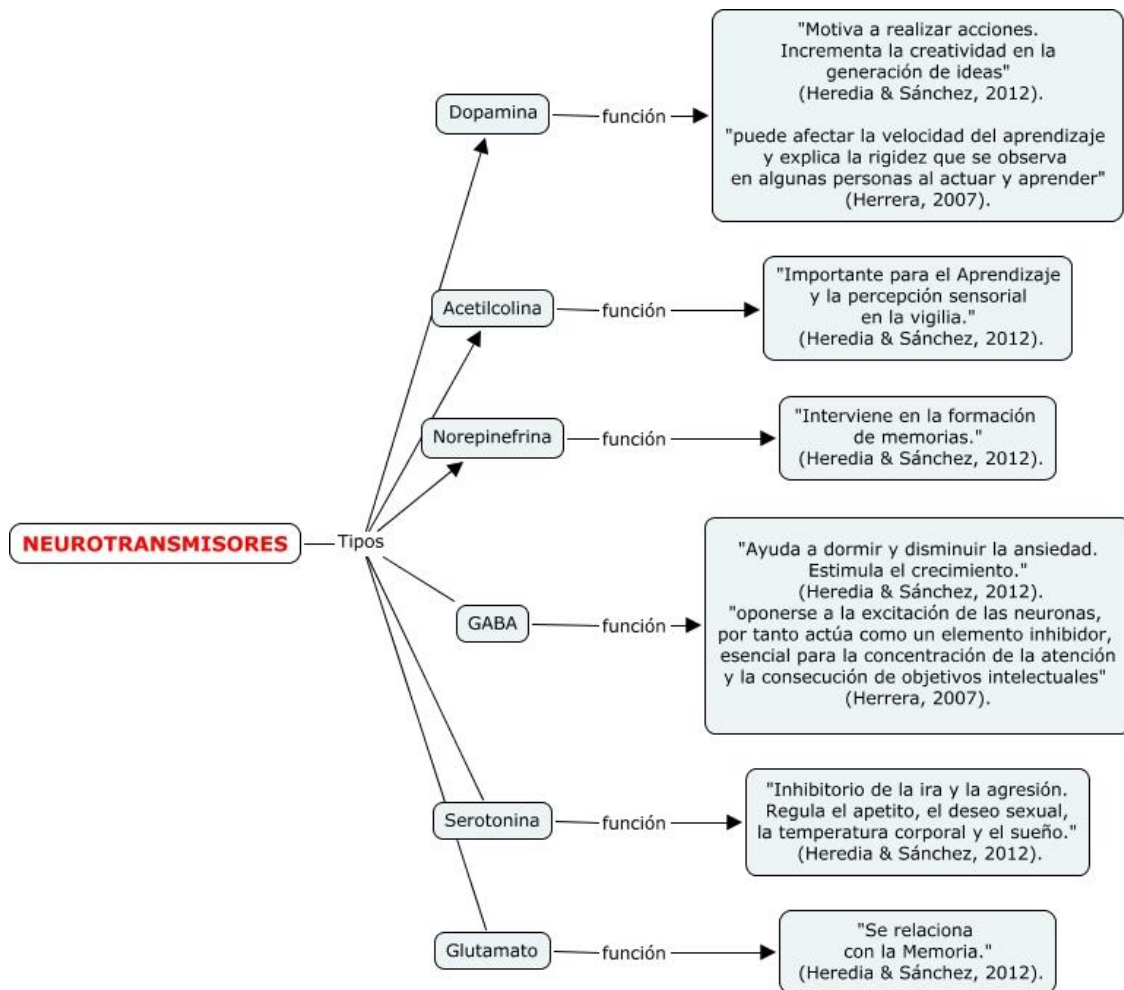 "Motiva a realizar acciones.
Incrementa la creatividad en la
generación de ideas"
(Heredia & Sánchez, 2012).
"puede afectar la velocidad del aprendizaje
y explica la rigidez que se observa
en algunas personas al actuar y aprender"
(Herrera, 2007).
Dopamina
función
"Importante para el Aprendizaje
y la percepción sensorial
en la vigilia."
(Heredia & Sánchez, 2012).
Acetilcolina
función
"Interviene en la formación
de memorias."
(Heredia & Sánchez, 2012).
Norepinefrina
función
NEUROTRANSMISORES
Tipos
"Ayuda a dormir y disminuir la ansiedad.
Estimula el crecimiento."
(Heredia & Sánchez, 2012).
"oponerse a la excitación de las neuronas,
por tanto actúa como un elemento inhibidor,
esencial para la concentración de la atención
y la consecución de objetivos intelectuales"
(Herrera, 2007).
GABA
función
"Inhibitorio de la ira y la agresión.
Regula el apetito, el deseo sexual,
la temperatura corporal y el sueño."
(Heredia & Sánchez, 2012).
Serotonina
función
"Se relaciona
con la Memoria."
(Heredia & Sánchez, 2012).
Glutamato
función